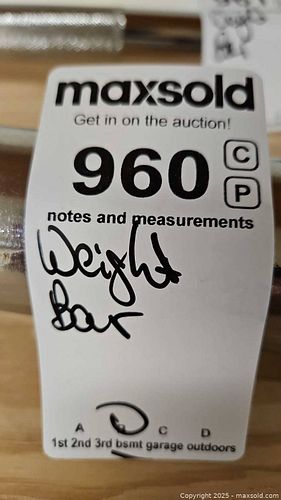 maxsold
Get in on the auction!
960
C
P
notes and measurements
Weight
Bar
A B C D
1st 2nd 3rd bsmt garage outdoors
Copyright 2025 - maxsold.com